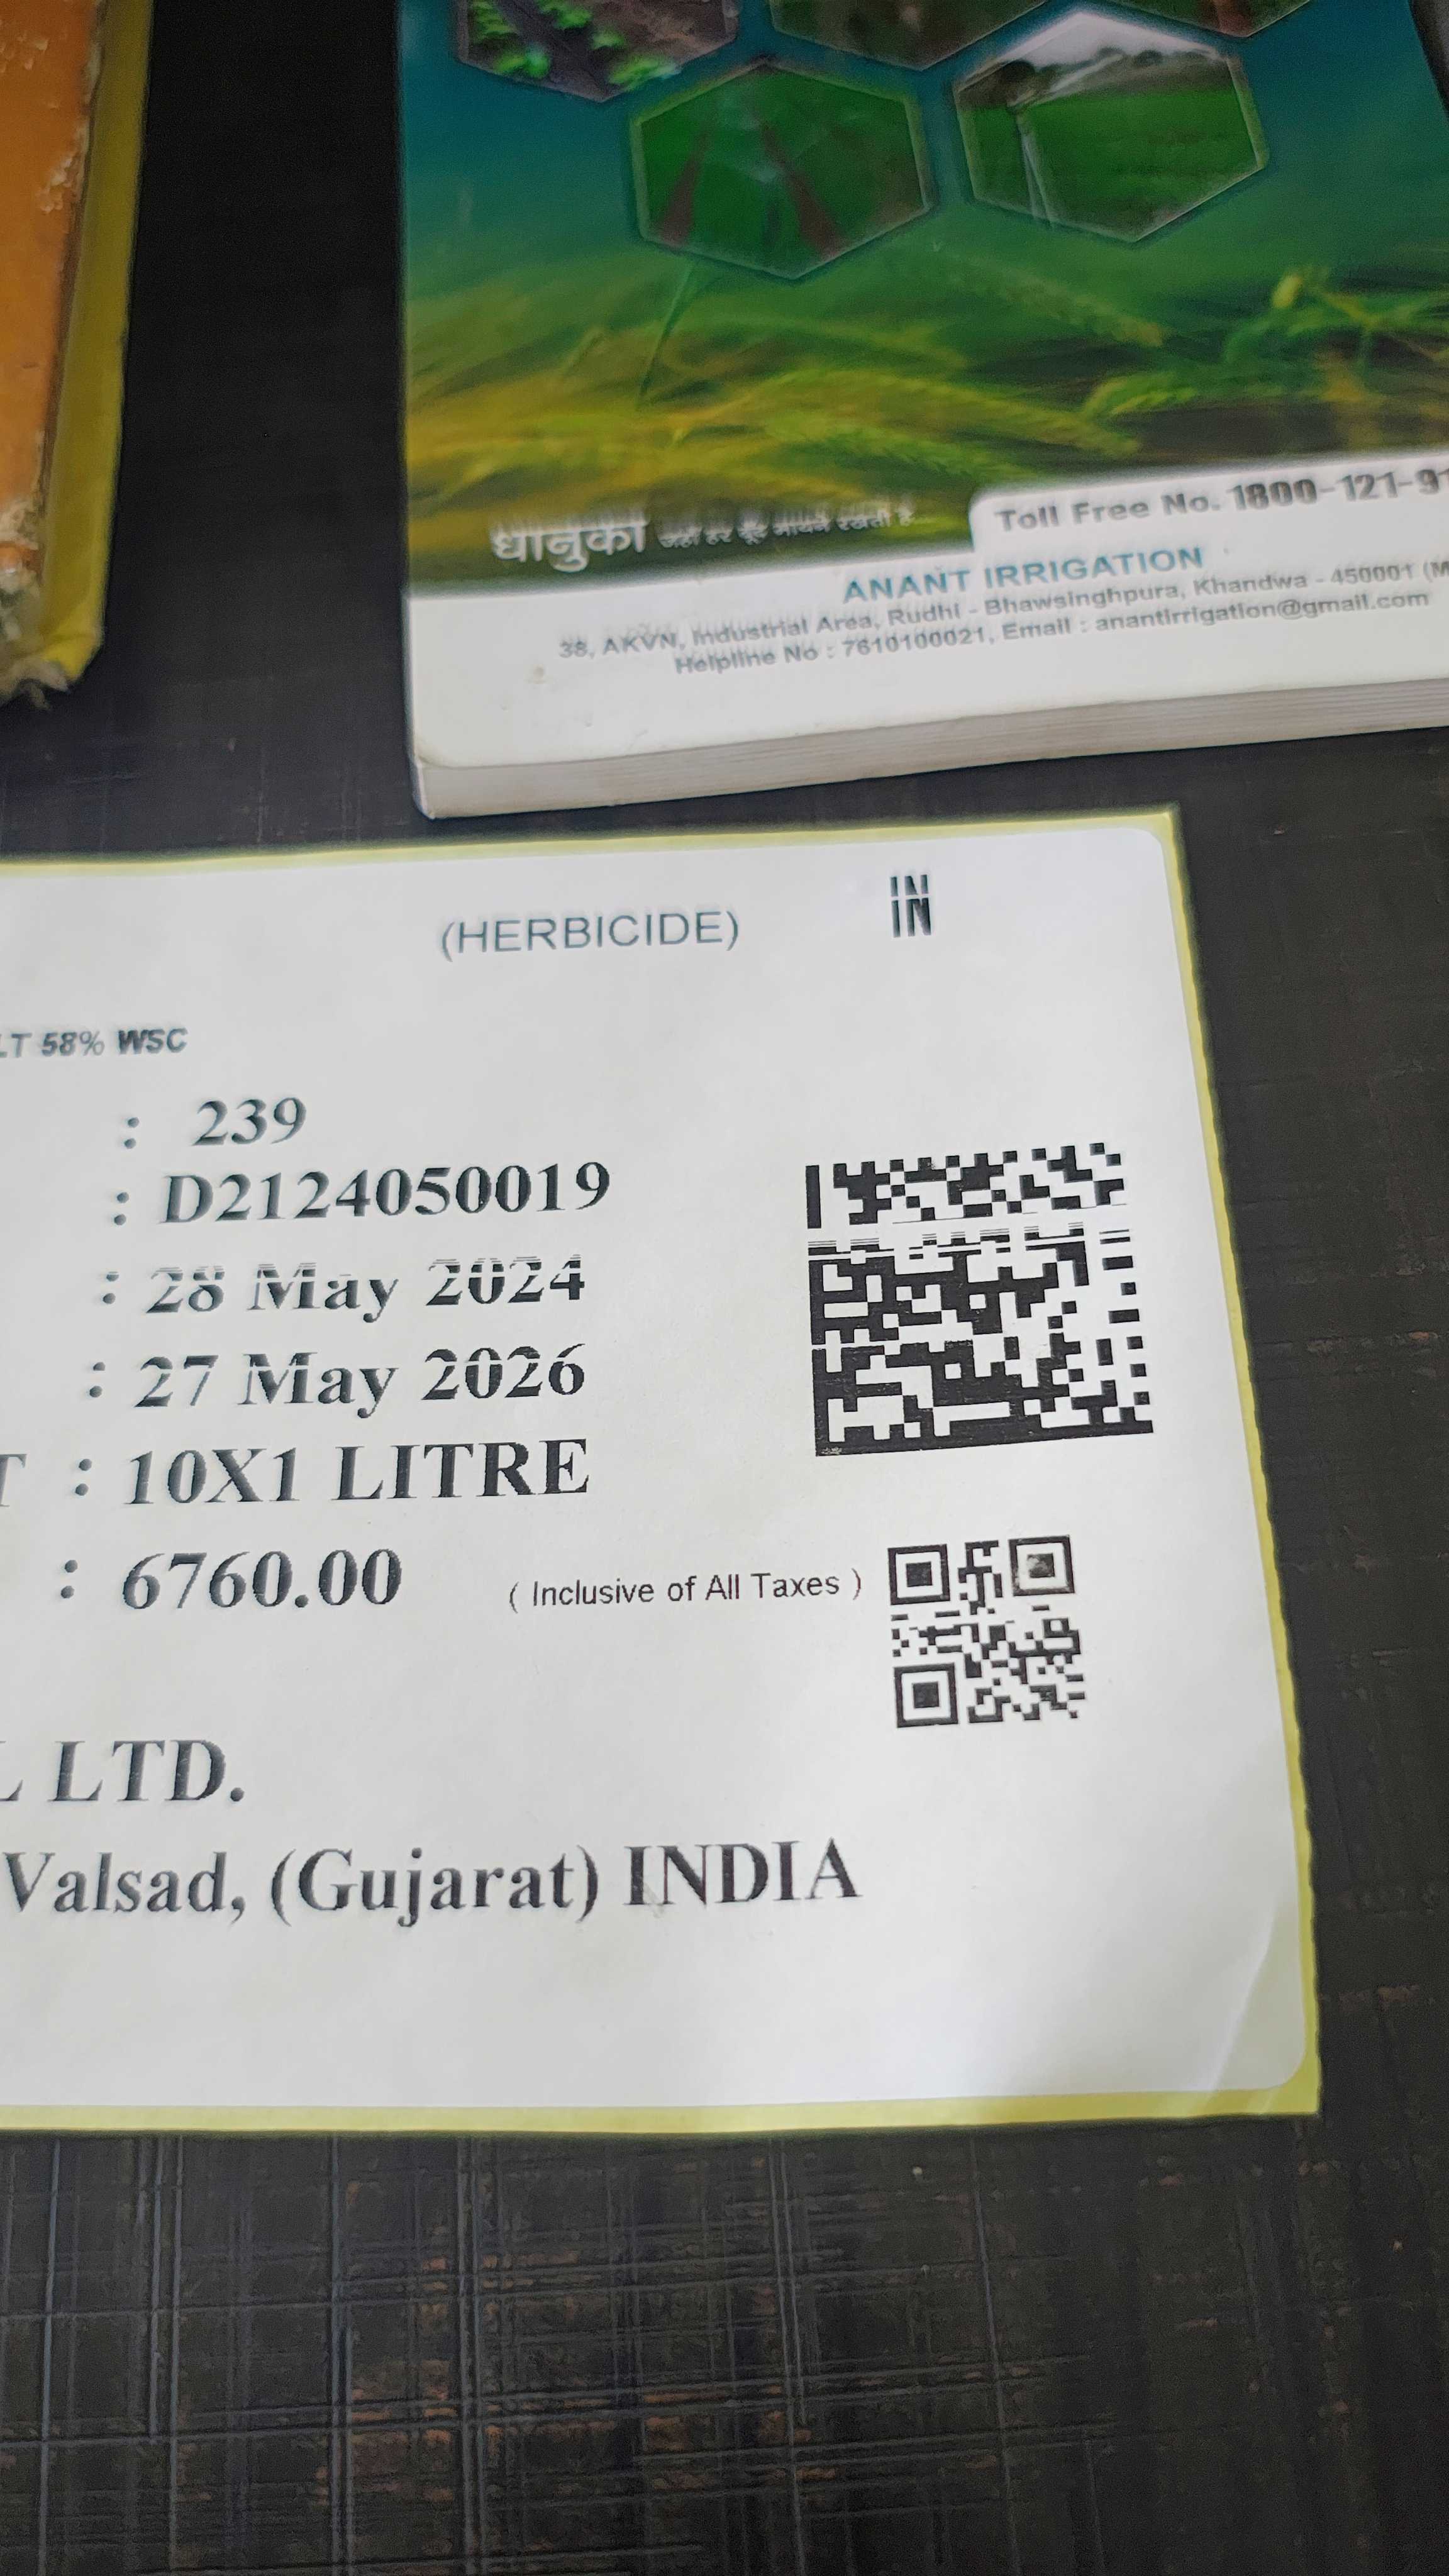 धानुका
Toll Free No. 1800-121-91
ANANT IRRIGATION
38, AKVN, Industrial Area, Rudhi - Bhawsinghpura, Khandwa - 450001 (M
Helpline No : 7610100021, Email : anantirrigation@gmail.com
(HERBICIDE) IN
LT 58% WSC
: 239
: D2124050019
: 28 May 2024
: 27 May 2026
T : 10X1 LITRE
: 6760.00 ( Inclusive of All Taxes )
L LTD.
Valsad, (Gujarat) INDIA